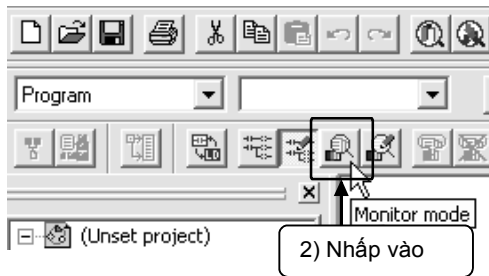 Program
(Unset project)
Monitor mode
2) Nhấp vào